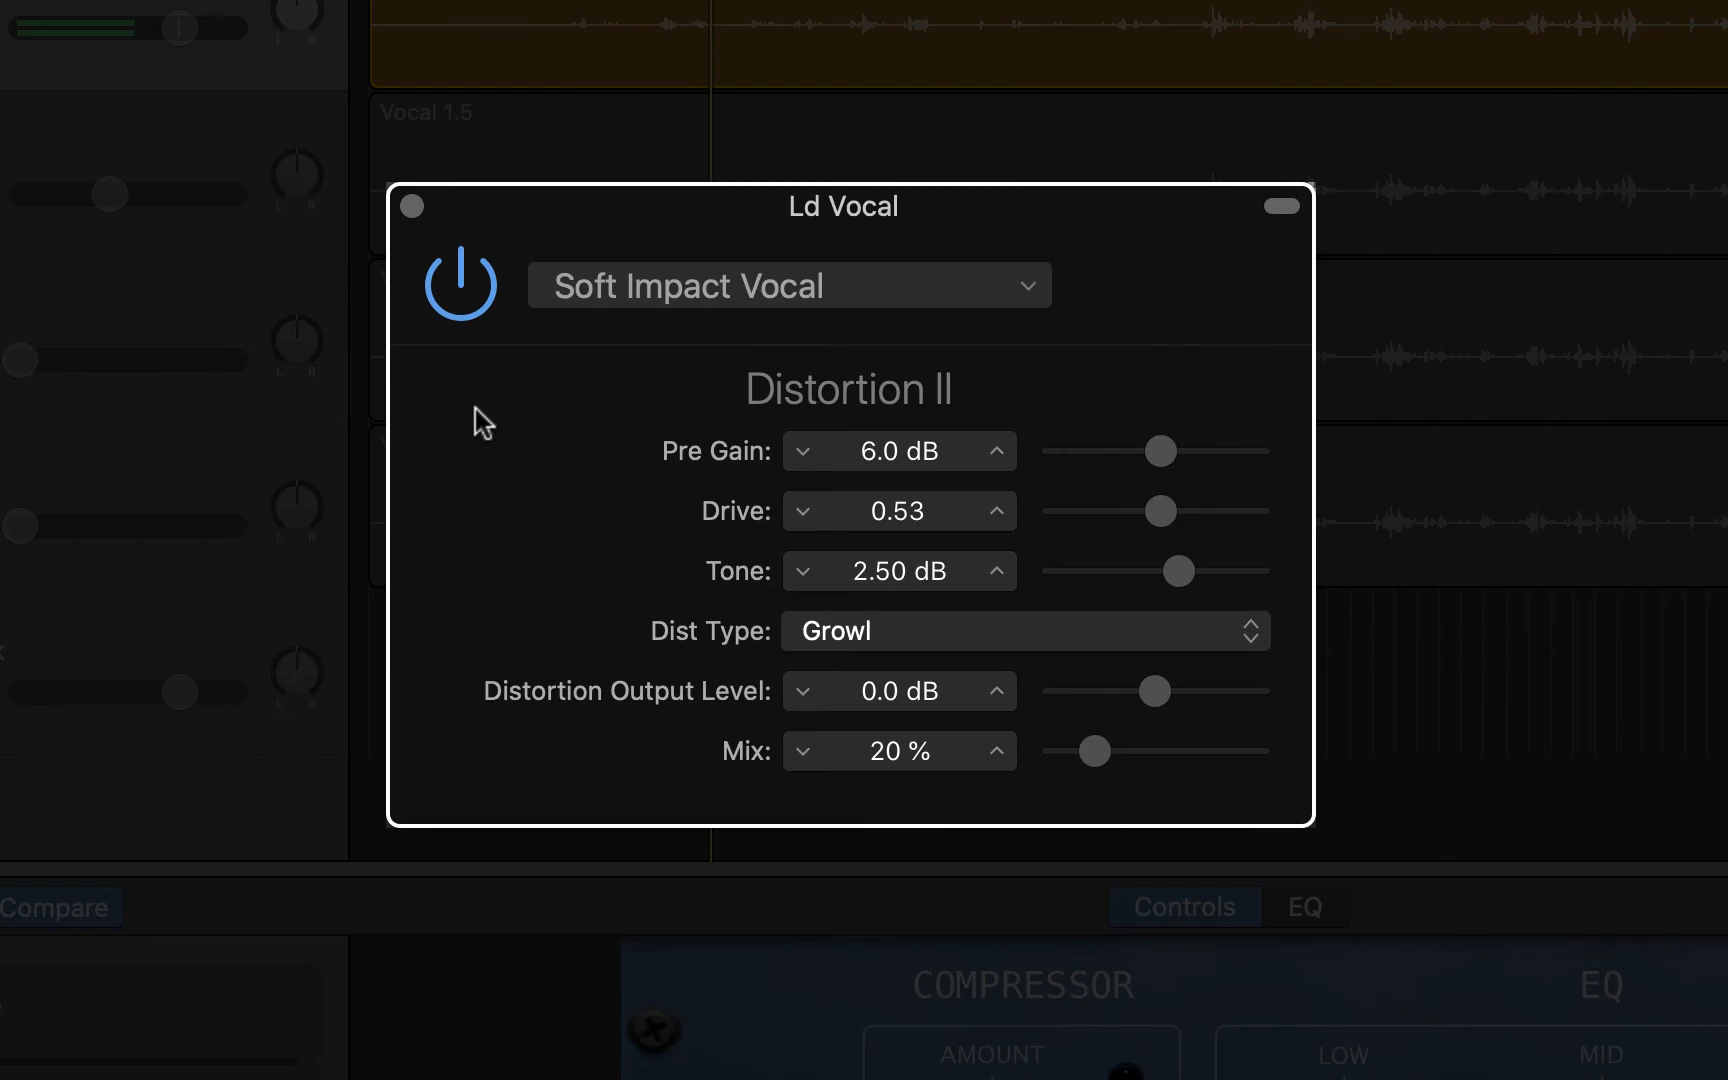 Vocal 1.5
Ld Vocal
Soft Impact Vocal
Distortion II
Pre Gain: 6.0 dB
Drive: 0.53
Tone: 2.50 dB
Dist Type: Growl
Distortion Output Level: 0.0 dB
Mix: 20 %
Compare
Controls EQ
COMPRESSOR EQ
AMOUNT LOW MID
L R
L R
L R
L R
L R